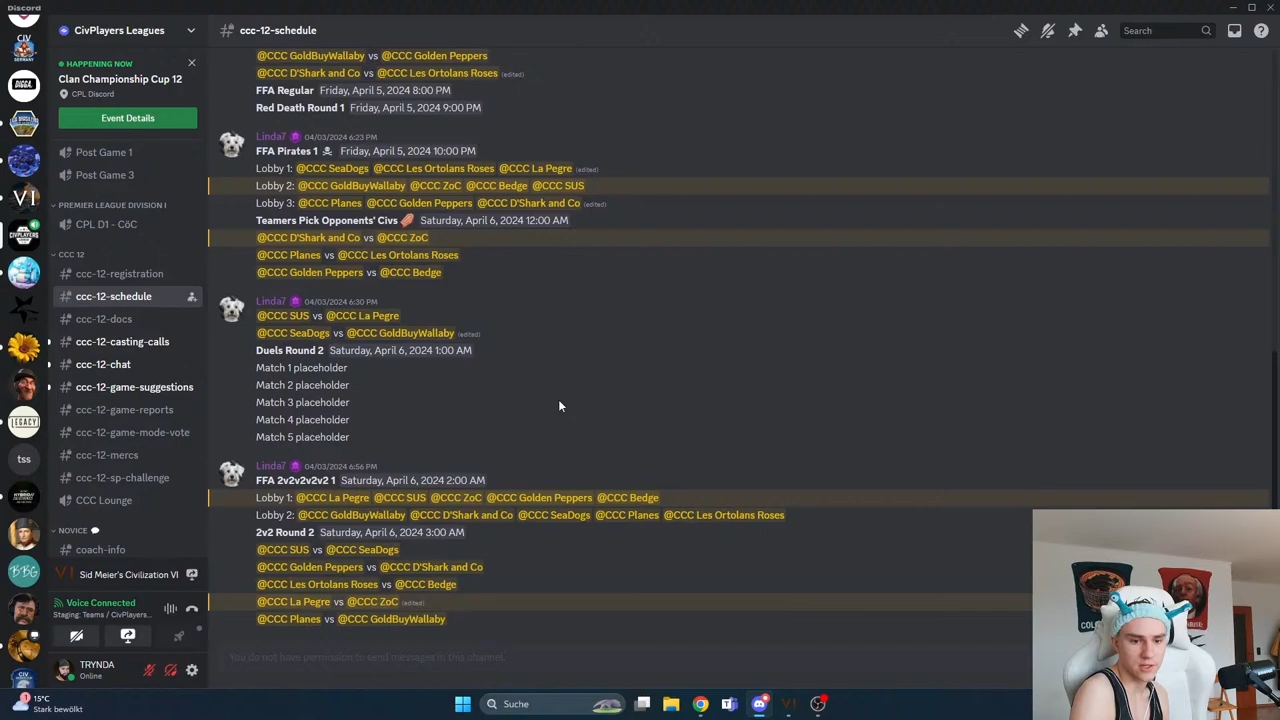 Discord
CivPlayers Leagues
ccc-12-schedule
Search
HAPPENING NOW
Clan Championship Cup 12
CPL Discord
Event Details
Post Game 1
Post Game 3
PREMIER LEAGUE DIVISION I
CPL D1 - CöC
CCC 12
ccc-12-registration
ccc-12-schedule
ccc-12-docs
ccc-12-casting-calls
ccc-12-chat
ccc-12-game-suggestions
ccc-12-game-reports
ccc-12-game-mode-vote
ccc-12-mercs
ccc-12-sp-challenge
CCC Lounge
NOVICE
coach-info
Sid Meier's Civilization VI
Voice Connected
Staging: Teams / CivPlayers...
TRYNDA
Online
CIV
GERMANY
DIGGA
VI
CIVPLAYERS
LEGACY
tss
HYBRID
BBG
CIV
@CCC GoldBuyWallaby vs @CCC Golden Peppers
@CCC D'Shark and Co vs @CCC Les Ortolans Roses (edited)
FFA Regular Friday, April 5, 2024 8:00 PM
Red Death Round 1 Friday, April 5, 2024 9:00 PM
Linda7 04/03/2024 6:23 PM
FFA Pirates 1 Friday, April 5, 2024 10:00 PM
Lobby 1: @CCC SeaDogs @CCC Les Ortolans Roses @CCC La Pegre (edited)
Lobby 2: @CCC GoldBuyWallaby @CCC ZoC @CCC Bedge @CCC SUS
Lobby 3: @CCC Planes @CCC Golden Peppers @CCC D'Shark and Co (edited)
Teamers Pick Opponents' Civs Saturday, April 6, 2024 12:00 AM
@CCC D'Shark and Co vs @CCC ZoC
@CCC Planes vs @CCC Les Ortolans Roses
@CCC Golden Peppers vs @CCC Bedge
Linda7 04/03/2024 6:30 PM
@CCC SUS vs @CCC La Pegre
@CCC SeaDogs vs @CCC GoldBuyWallaby (edited)
Duels Round 2 Saturday, April 6, 2024 1:00 AM
Match 1 placeholder
Match 2 placeholder
Match 3 placeholder
Match 4 placeholder
Match 5 placeholder
Linda7 04/03/2024 6:56 PM
FFA 2v2v2v2v2 1 Saturday, April 6, 2024 2:00 AM
Lobby 1: @CCC La Pegre @CCC SUS @CCC ZoC @CCC Golden Peppers @CCC Bedge
Lobby 2: @CCC GoldBuyWallaby @CCC D'Shark and Co @CCC SeaDogs @CCC Planes @CCC Les Ortolans Roses
2v2 Round 2 Saturday, April 6, 2024 3:00 AM
@CCC SUS vs @CCC SeaDogs
@CCC Golden Peppers vs @CCC D'Shark and Co
@CCC Les Ortolans Roses vs @CCC Bedge
@CCC La Pegre vs @CCC ZoC (edited)
@CCC Planes vs @CCC GoldBuyWallaby
You do not have permission to send messages in this channel.
1
15°C
Stark bewölkt
Suche